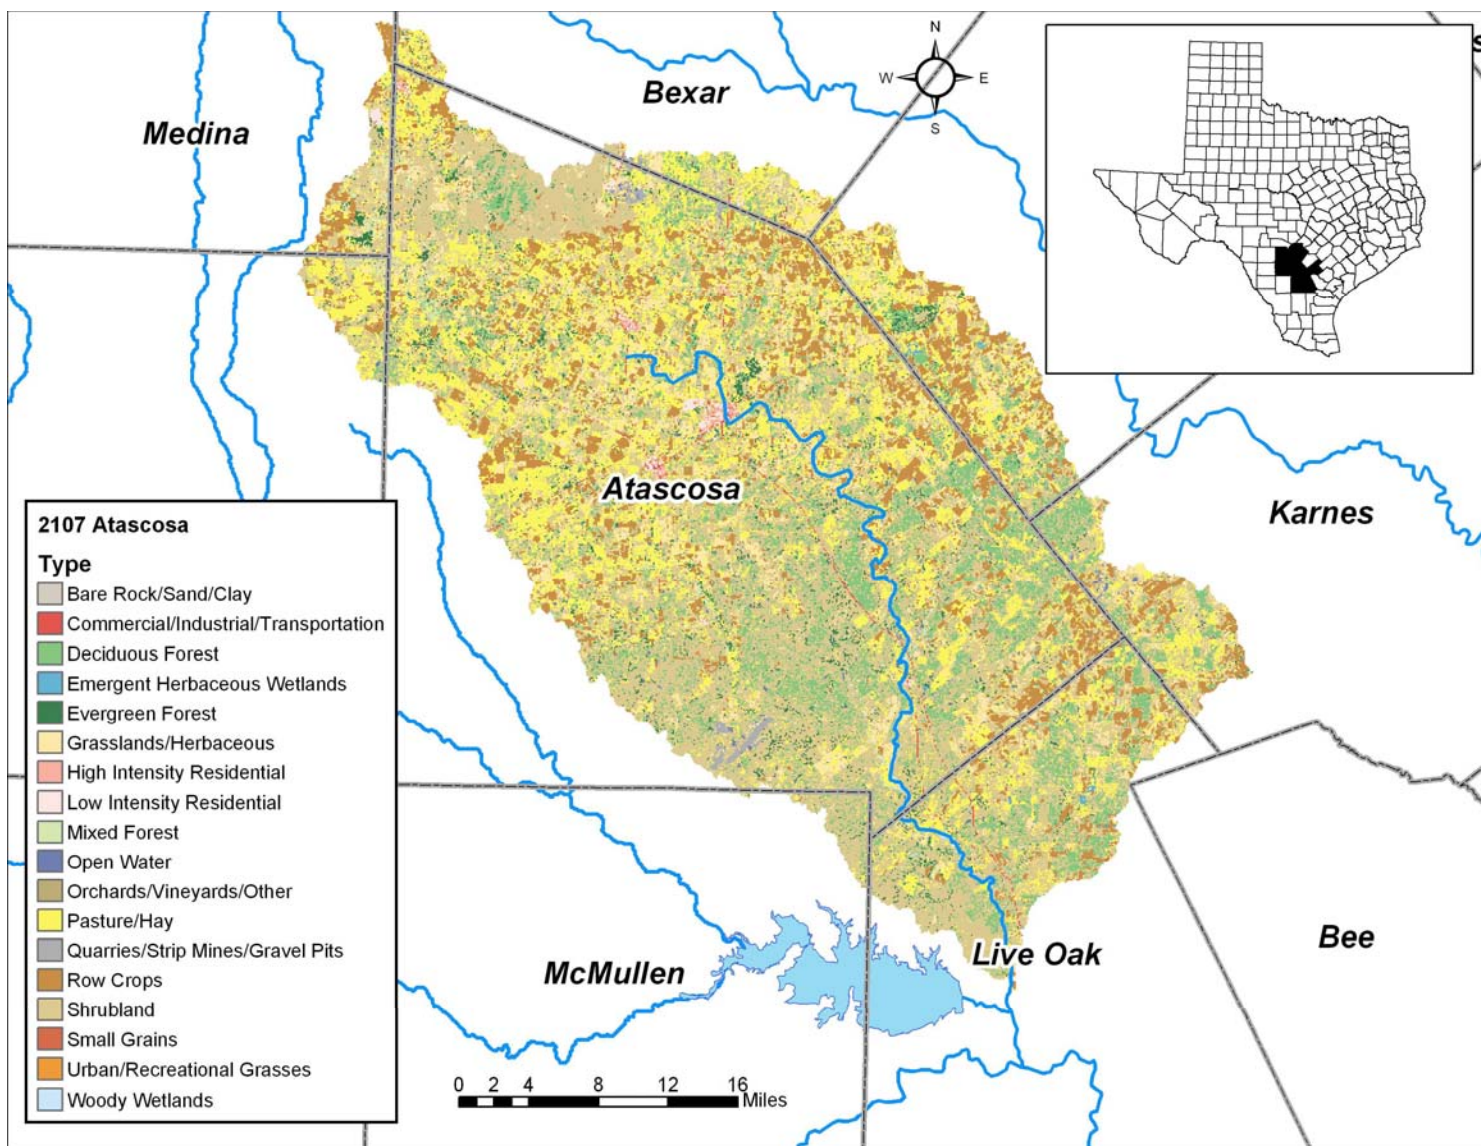 Bexar
Medina
N
W
E
S
s
Atascosa
Karnes
2107 Atascosa
Type
Bare Rock/Sand/Clay
Commercial/Industrial/Transportation
Deciduous Forest
Emergent Herbaceous Wetlands
Evergreen Forest
Grasslands/Herbaceous
High Intensity Residential
Low Intensity Residential
Mixed Forest
Open Water
Orchards/Vineyards/Other
Pasture/Hay
Quarries/Strip Mines/Gravel Pits
Row Crops
Shrubland
Small Grains
Urban/Recreational Grasses
Woody Wetlands
Bee
Live Oak
McMullen
0 2 4 8 12 16
Miles